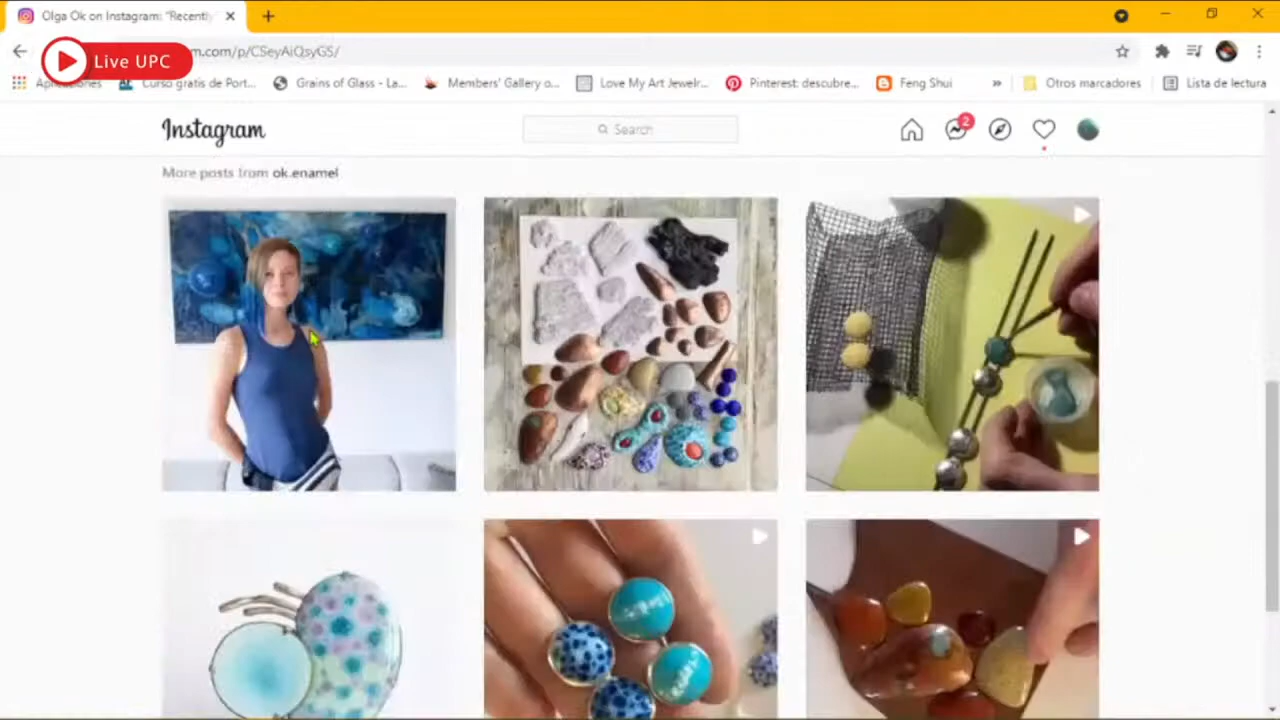 Olga Ok on Instagram: "Recently
Live UPC
m.com/p/CSeyAiQsyGS/
Aplicaciones
Curso gratis de Port...
Grains of Glass - La...
Members' Gallery o...
Love My Art Jewelr...
Pinterest: descubre...
Feng Shui
»
Otros marcadores
Lista de lectura
Instagram
Search
2
More posts from ok.enamel